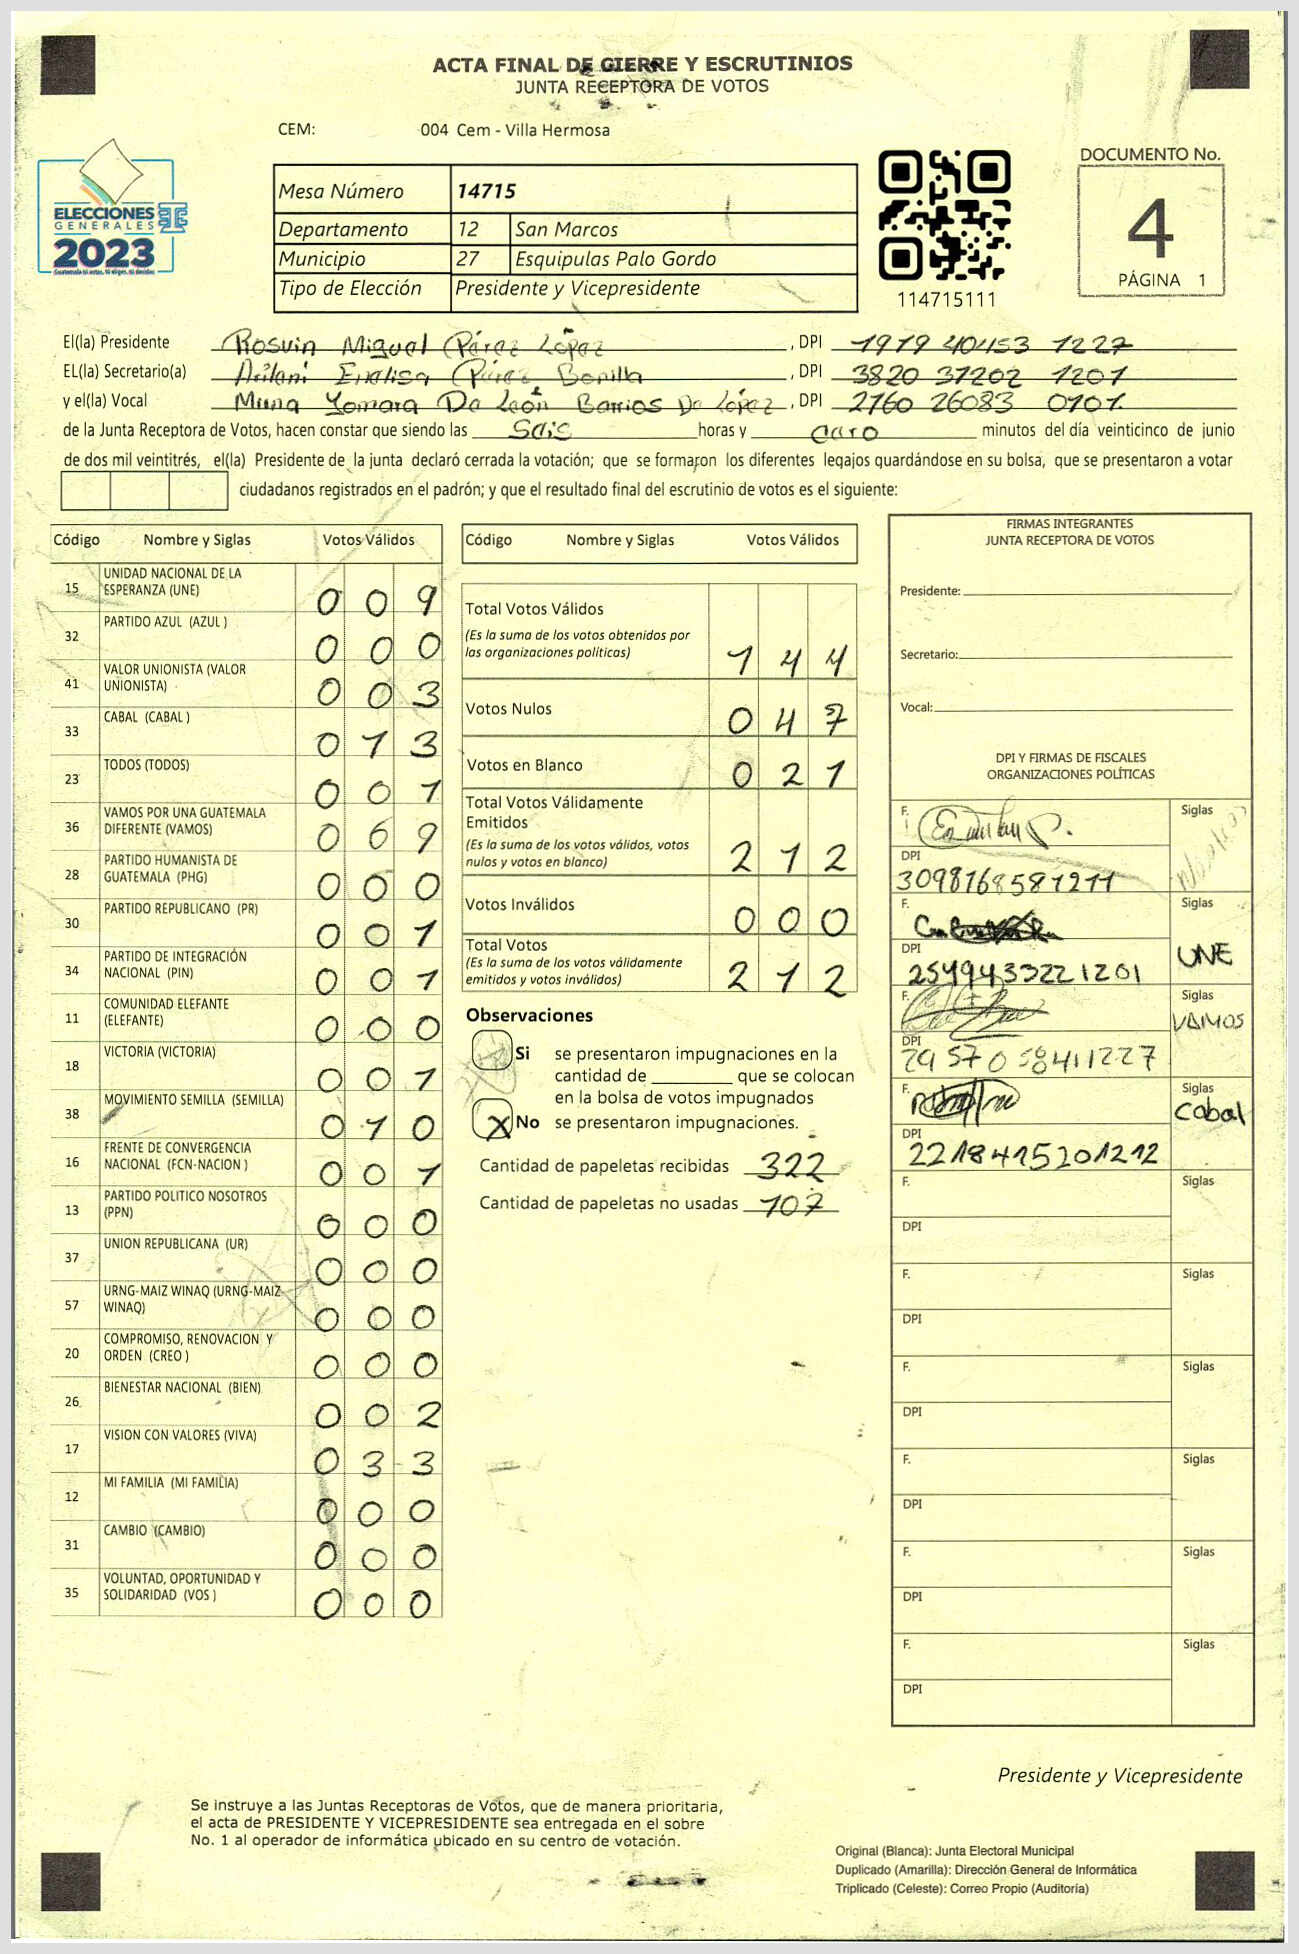 ACTA FINAL DE CIERRE Y ESCRUTINIOS
JUNTA RECEPTORA DE VOTOS
CEM: 004 Cem - Villa Hermosa
ELECCIONES
GENERALES
2023
Mesa Número 14715
Departamento 12 San Marcos
Municipio 27 Esquipulas Palo Gordo
Tipo de Elección Presidente y Vicepresidente
114715111
DOCUMENTO No.
4
PÁGINA 1
El(la) Presidente Rosvin Miguel Pérez López, DPI 1919 40453 1227
EL(la) Secretario(a) Pérez Bonilla, DPI 3820 37202 1201
y el(la) Vocal Yomara De León Barrios De López, DPI 2760 26083 0101
de la Junta Receptora de Votos, hacen constar que siendo las Seis horas y cero minutos del día veinticinco de junio
de dos mil veintitrés, el(la) Presidente de la junta declaró cerrada la votación; que se formaron los diferentes legajos guardándose en su bolsa, que se presentaron a votar
ciudadanos registrados en el padrón; y que el resultado final del escrutinio de votos es el siguiente:
Código Nombre y Siglas Votos Válidos
15 UNIDAD NACIONAL DE LA ESPERANZA (UNE) 0 0 9
32 PARTIDO AZUL (AZUL ) 0 0 0
41 VALOR UNIONISTA (VALOR UNIONISTA) 0 0 3
33 CABAL (CABAL ) 0 1 3
23 TODOS (TODOS) 0 0 1
36 VAMOS POR UNA GUATEMALA DIFERENTE (VAMOS) 0 6 9
28 PARTIDO HUMANISTA DE GUATEMALA (PHG) 0 0 0
30 PARTIDO REPUBLICANO (PR) 0 0 1
34 PARTIDO DE INTEGRACIÓN NACIONAL (PIN) 0 0 1
11 COMUNIDAD ELEFANTE (ELEFANTE) 0 0 0
18 VICTORIA (VICTORIA) 0 0 1
38 MOVIMIENTO SEMILLA (SEMILLA) 0 1 0
16 FRENTE DE CONVERGENCIA NACIONAL (FCN-NACION ) 0 0 1
13 PARTIDO POLITICO NOSOTROS (PPN) 0 0 0
37 UNION REPUBLICANA (UR) 0 0 0
57 URNG-MAIZ WINAQ (URNG-MAIZ WINAQ) 0 0 0
20 COMPROMISO, RENOVACION Y ORDEN (CREO ) 0 0 0
26 BIENESTAR NACIONAL (BIEN) 0 0 2
17 VISION CON VALORES (VIVA) 0 3 3
12 MI FAMILIA (MI FAMILIA) 0 0 0
31 CAMBIO (CAMBIO) 0 0 0
35 VOLUNTAD, OPORTUNIDAD Y SOLIDARIDAD (VOS ) 0 0 0
Código Nombre y Siglas Votos Válidos
Total Votos Válidos 1 4 4
(Es la suma de los votos obtenidos por
las organizaciones políticas)
Votos Nulos 0 4 7
Votos en Blanco 0 2 1
Total Votos Válidamente
Emitidos 2 1 2
(Es la suma de los votos válidos, votos
nulos y votos en blanco)
Votos Inválidos 0 0 0
Total Votos 2 1 2
(Es la suma de los votos válidamente
emitidos y votos inválidos)
Observaciones
Si se presentaron impugnaciones en la
cantidad de ________ que se colocan
en la bolsa de votos impugnados
X No se presentaron impugnaciones.
Cantidad de papeletas recibidas 322
Cantidad de papeletas no usadas 107
FIRMAS INTEGRANTES
JUNTA RECEPTORA DE VOTOS
Presidente:
Secretario:
Vocal:
DPI Y FIRMAS DE FISCALES
ORGANIZACIONES POLÍTICAS
F. Siglas
DPI 3098168581211
F. Siglas UNE
DPI 2549433221201
F. Siglas VAMOS
DPI 2957058411227
F. Siglas Cabal
DPI 2218415201212
F. Siglas
DPI
F. Siglas
DPI
F. Siglas
DPI
F. Siglas
DPI
F. Siglas
DPI
F. Siglas
DPI
Presidente y Vicepresidente
Se instruye a las Juntas Receptoras de Votos, que de manera prioritaria,
el acta de PRESIDENTE Y VICEPRESIDENTE sea entregada en el sobre
No. 1 al operador de informática ubicado en su centro de votación.
Original (Blanca): Junta Electoral Municipal
Duplicado (Amarilla): Dirección General de Informática
Triplicado (Celeste): Correo Propio (Auditoría)